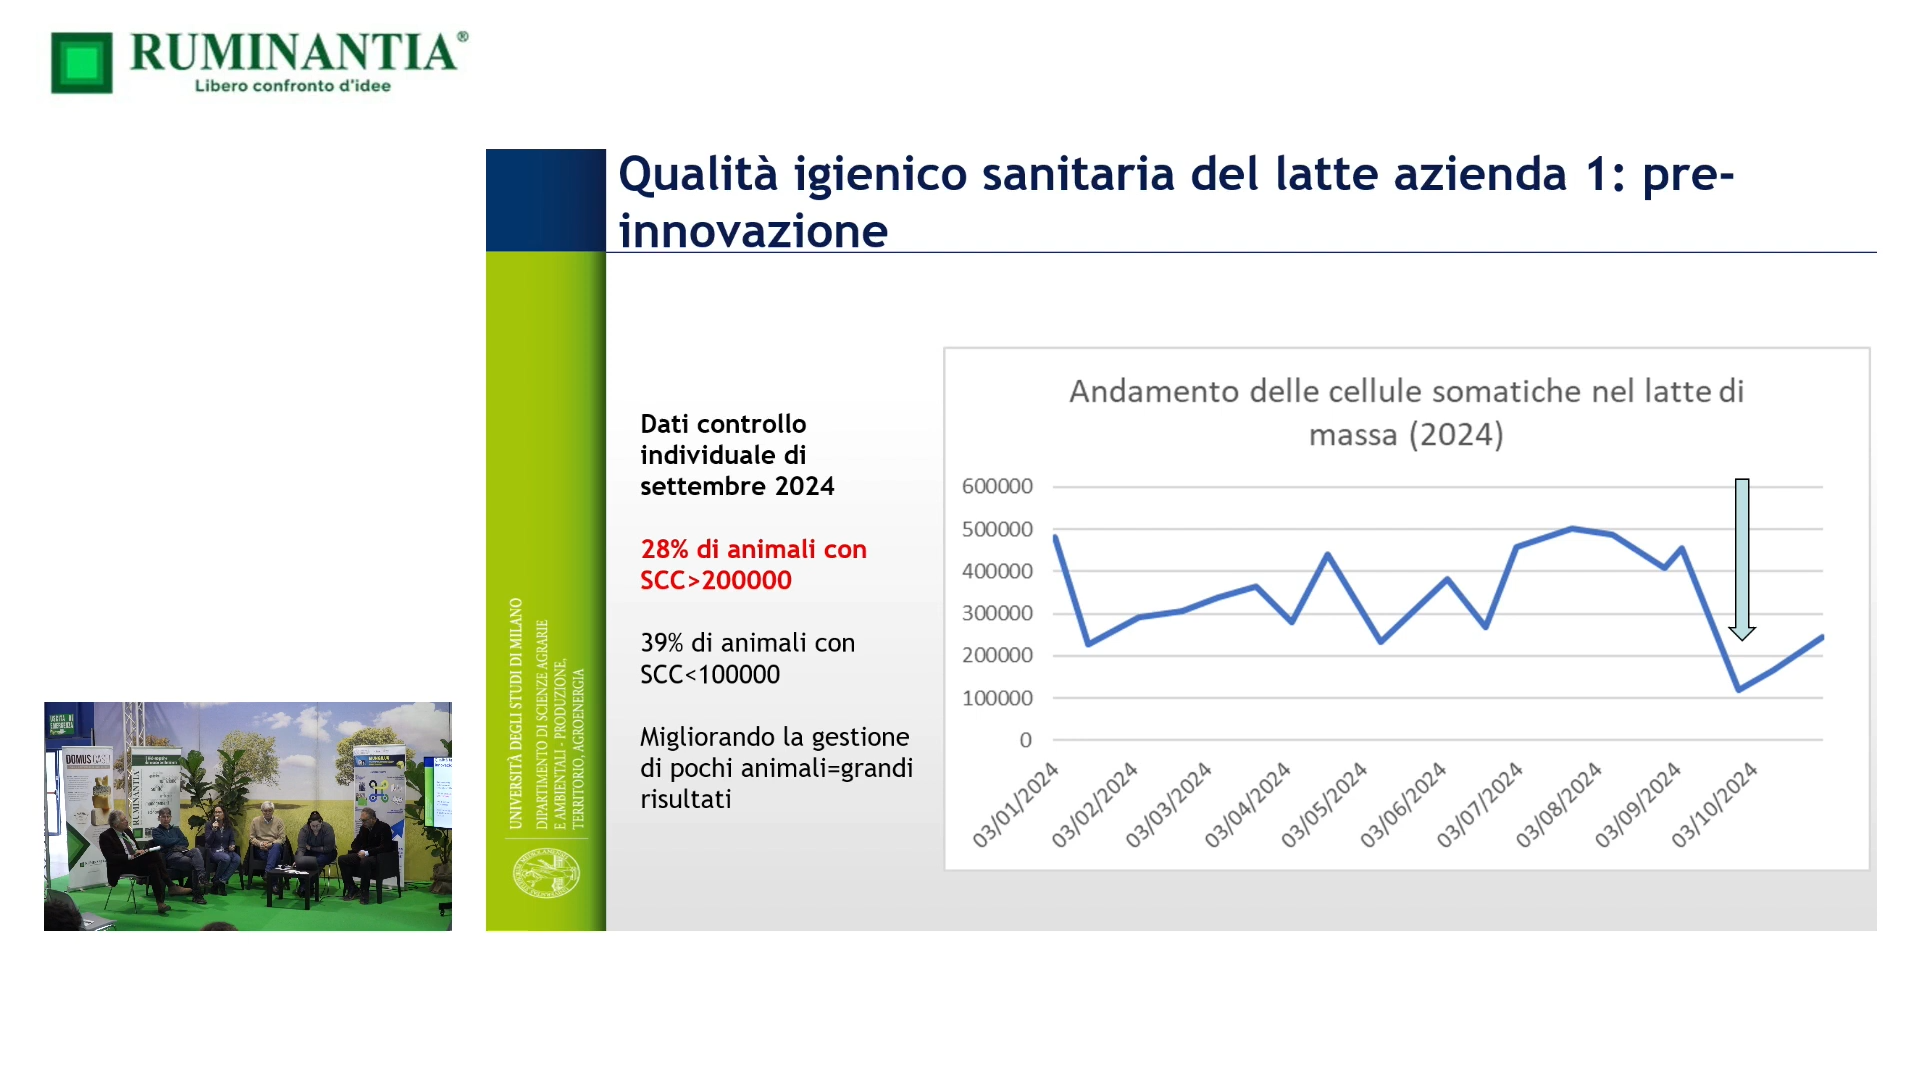 RUMINANTIA®
Libero confronto d'idee
Qualità igienico sanitaria del latte azienda 1: pre-
innovazione
UNIVERSITÀ DEGLI STUDI DI MILANO
DIPARTIMENTO DI SCIENZE AGRARIE
E AMBIENTALI - PRODUZIONE,
TERRITORIO, AGROENERGIA
Dati controllo
individuale di
settembre 2024
28% di animali con
SCC>200000
39% di animali con
SCC<100000
Migliorando la gestione
di pochi animali=grandi
risultati
Andamento delle cellule somatiche nel latte di
massa (2024)
600000
500000
400000
300000
200000
100000
0
03/01/2024
03/02/2024
03/03/2024
03/04/2024
03/05/2024
03/06/2024
03/07/2024
03/08/2024
03/09/2024
03/10/2024
USCITA DI
EMERGENZA
RUMINANTIA